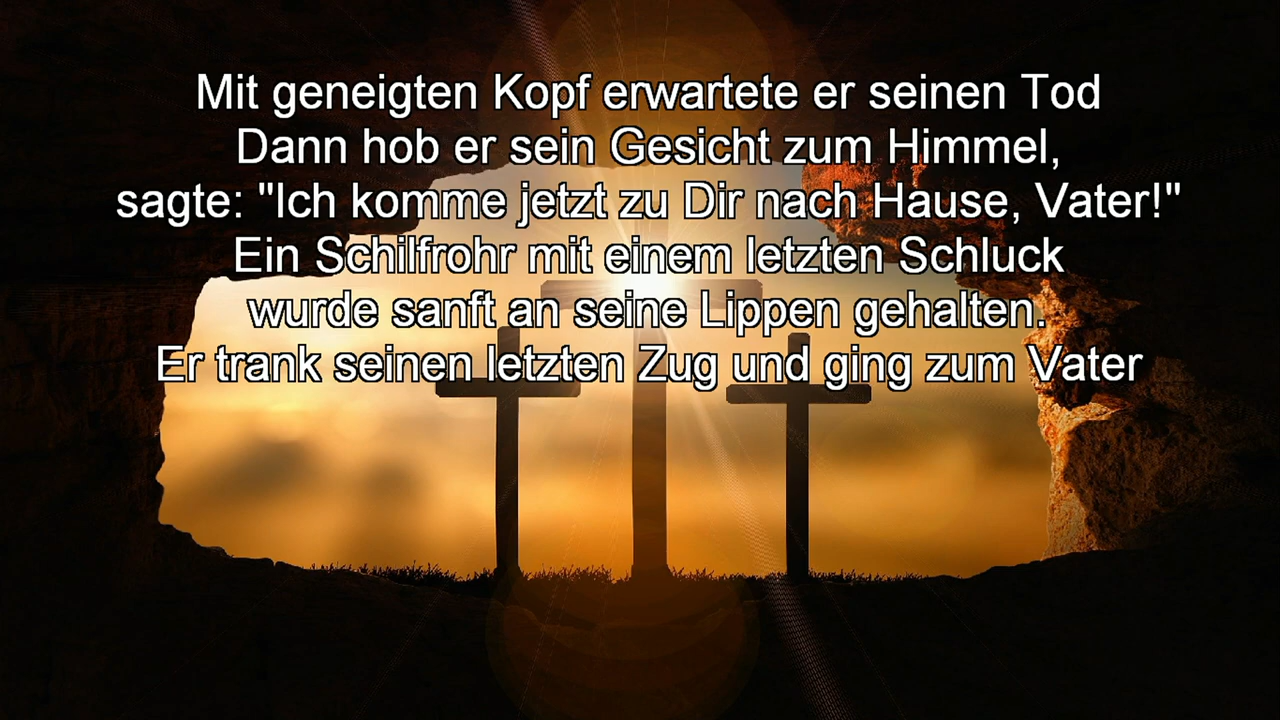 Mit geneigten Kopf erwartete er seinen Tod
Dann hob er sein Gesicht zum Himmel,
sagte: "Ich komme jetzt zu Dir nach Hause, Vater!"
Ein Schilfrohr mit einem letzten Schluck
wurde sanft an seine Lippen gehalten.
Er trank seinen letzten Zug und ging zum Vater